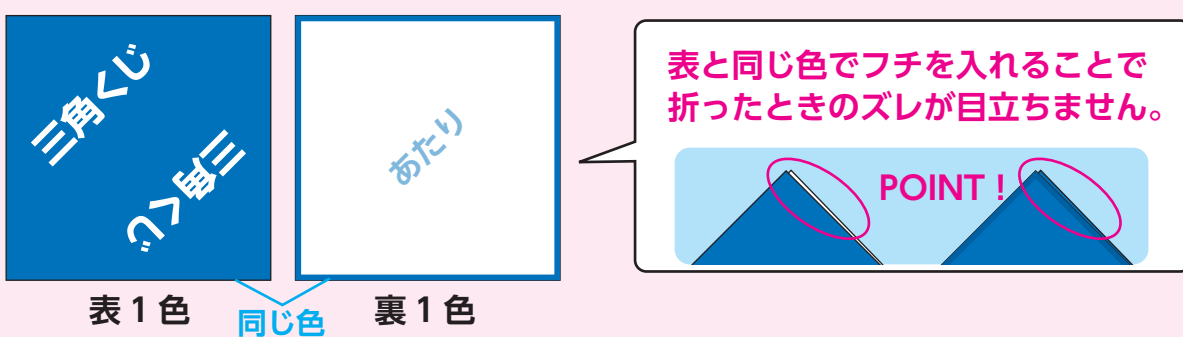 三角くじ
三角くじ
あたり
表1色
同じ色
裏1色
表と同じ色でフチを入れることで
折ったときのズレが目立ちません。
POINT!